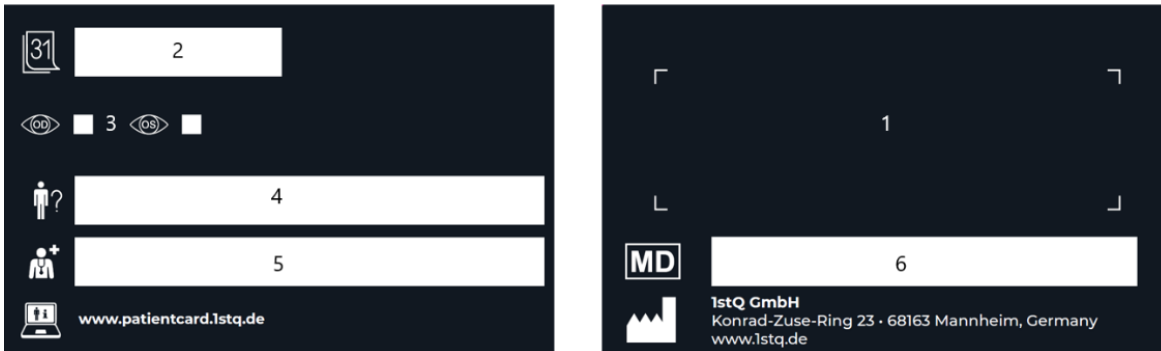 31 2
OD 3 OS
? 4
5
www.patientcard.1stq.de
1
MD 6
1stQ GmbH
Konrad-Zuse-Ring 23 • 68163 Mannheim, Germany
www.1stq.de